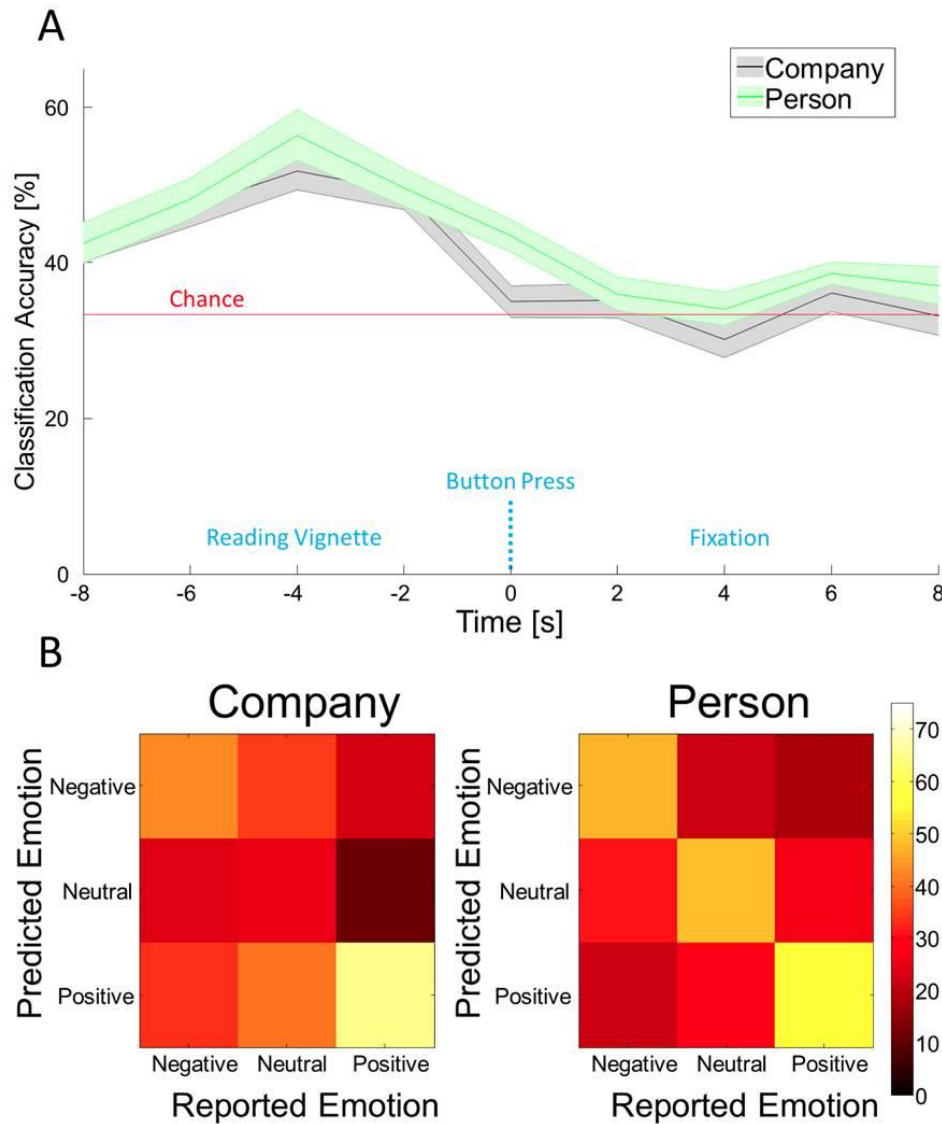 A
Company
Person
60
40
20
0
Classification Accuracy [%]
Chance
Button Press
Reading Vignette
Fixation
-8 -6 -4 -2 0 2 4 6 8
Time [s]
B
Company
Person
Predicted Emotion
Negative
Neutral
Positive
Negative Neutral Positive
Reported Emotion
Predicted Emotion
Negative
Neutral
Positive
Negative Neutral Positive
Reported Emotion
70
60
50
40
30
20
10
0